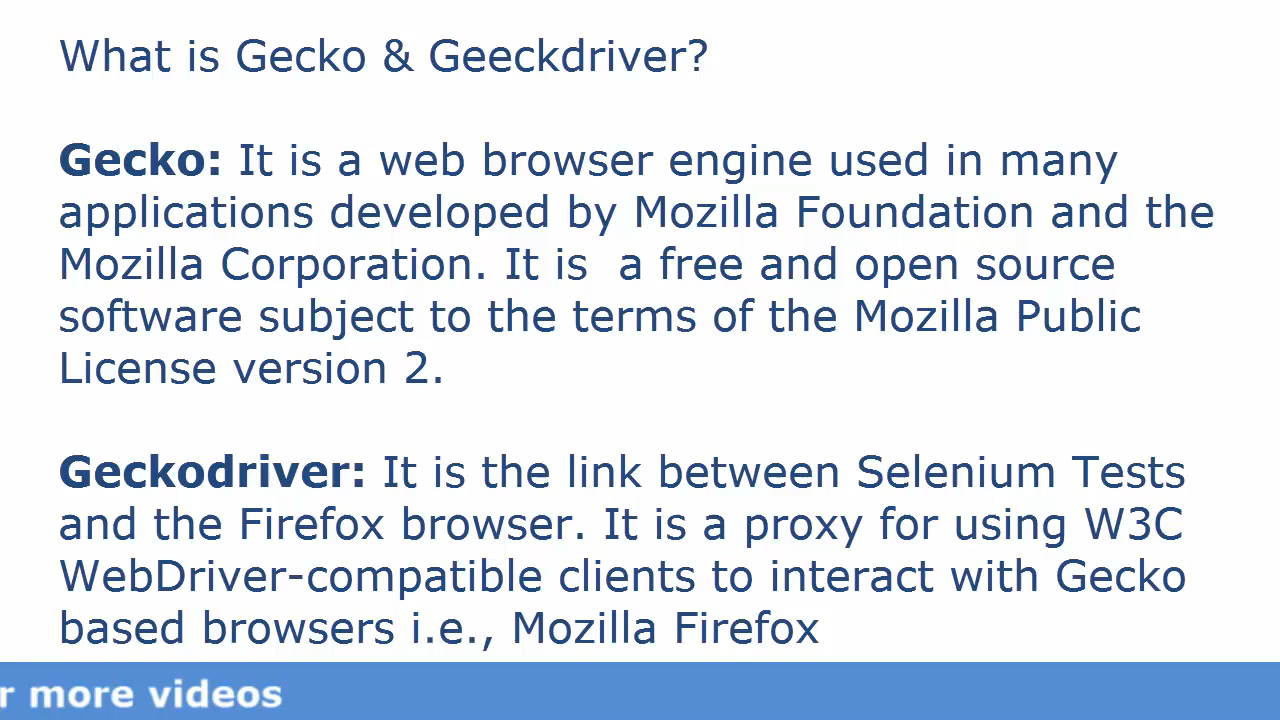 What is Gecko & Geeckdriver?
Gecko: It is a web browser engine used in many
applications developed by Mozilla Foundation and the
Mozilla Corporation. It is  a free and open source
software subject to the terms of the Mozilla Public
License version 2.
Geckodriver: It is the link between Selenium Tests
and the Firefox browser. It is a proxy for using W3C
WebDriver-compatible clients to interact with Gecko
based browsers i.e., Mozilla Firefox
r more videos